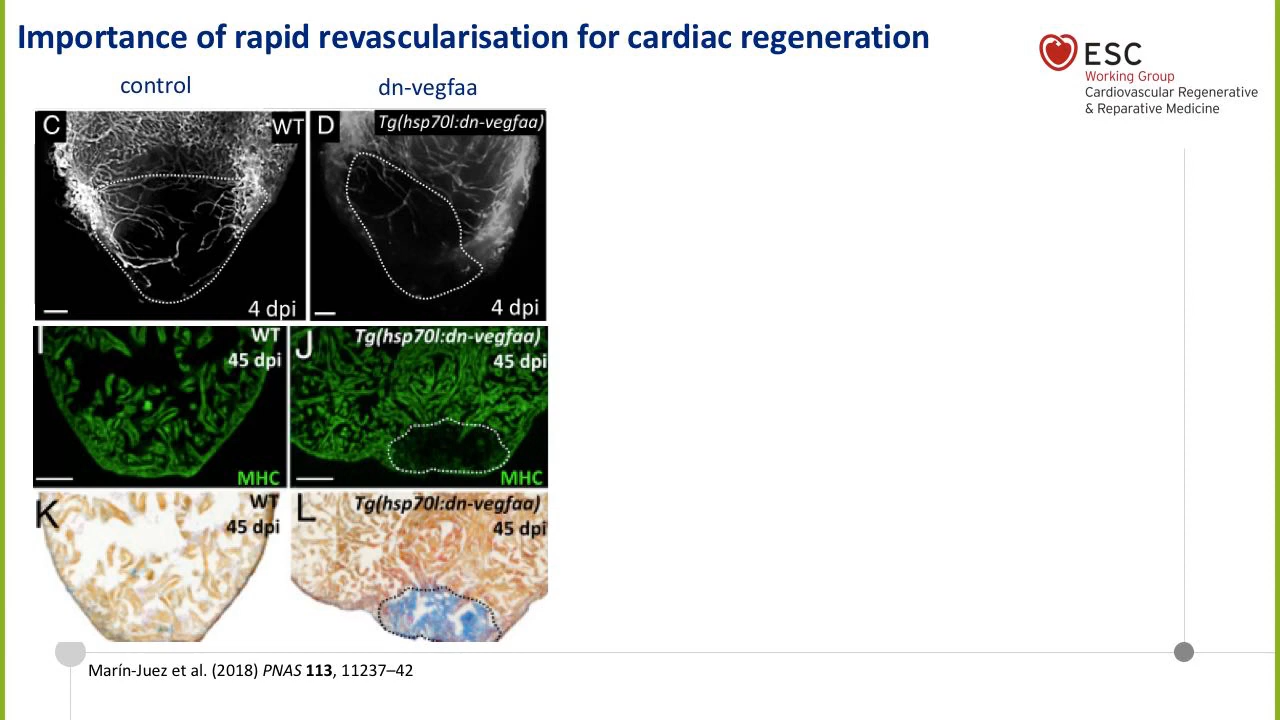 Importance of rapid revascularisation for cardiac regeneration
ESC
Working Group
Cardiovascular Regenerative
& Reparative Medicine
control
dn-vegfaa
C
WT
D
Tg(hsp70l:dn-vegfaa)
4 dpi
4 dpi
I
WT
45 dpi
MHC
J
Tg(hsp70l:dn-vegfaa)
45 dpi
MHC
K
WT
45 dpi
L
Tg(hsp70l:dn-vegfaa)
45 dpi
Marín-Juez et al. (2018) PNAS 113, 11237–42